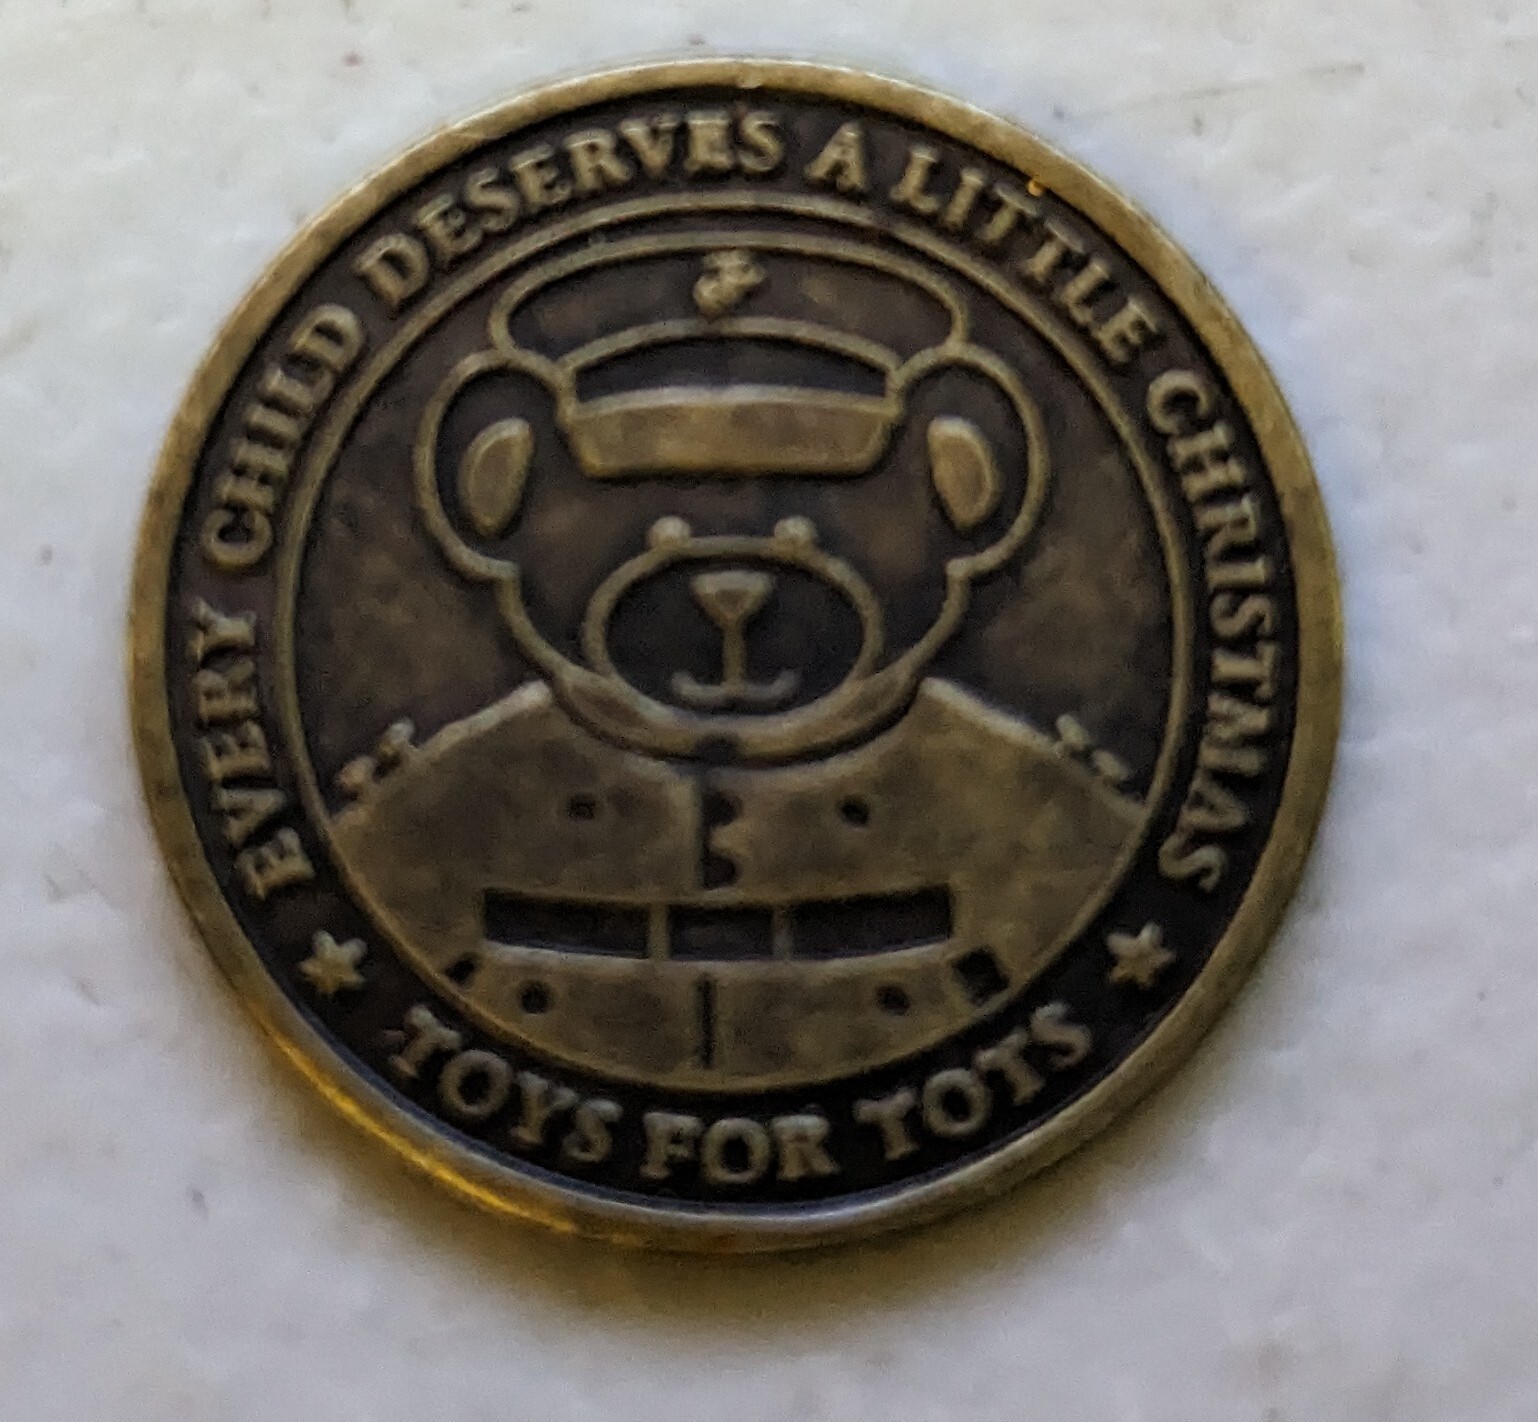 EVERY CHILD DESERVES A LITTLE CHRISTMAS
TOYS FOR TOTS